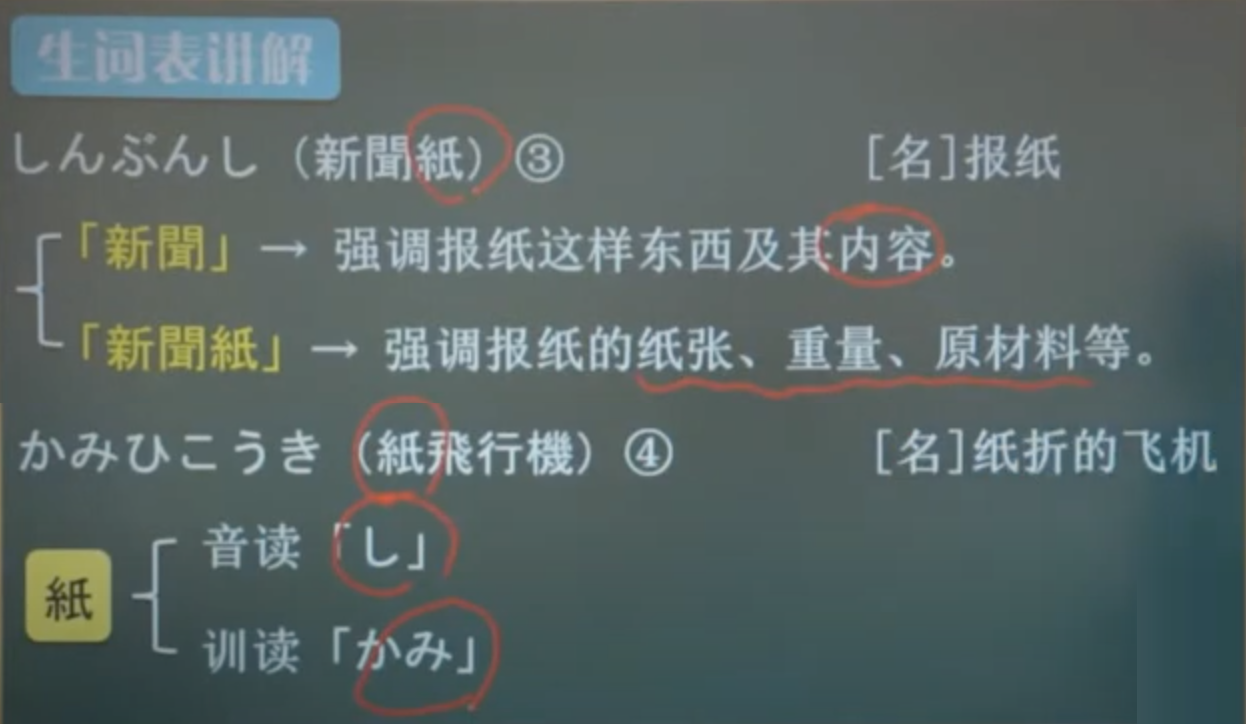 生词表讲解
しんぶんし（新聞紙）③ [名]报纸
「新聞」→ 强调报纸这样东西及其内容。
「新聞紙」→ 强调报纸的纸张、重量、原材料等。
かみひこうき（紙飛行機）④ [名]纸折的飞机
音读「し」
紙
训读「かみ」